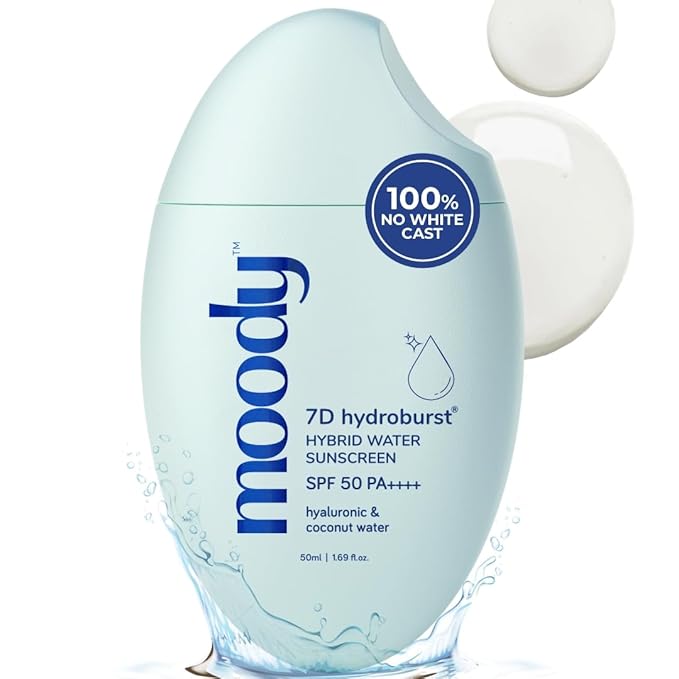 100%
NO WHITE
CAST
moody™
7D hydroburst®
HYBRID WATER
SUNSCREEN
SPF 50 PA++++
hyaluronic &
coconut water
50ml | 1.69 fl.oz.